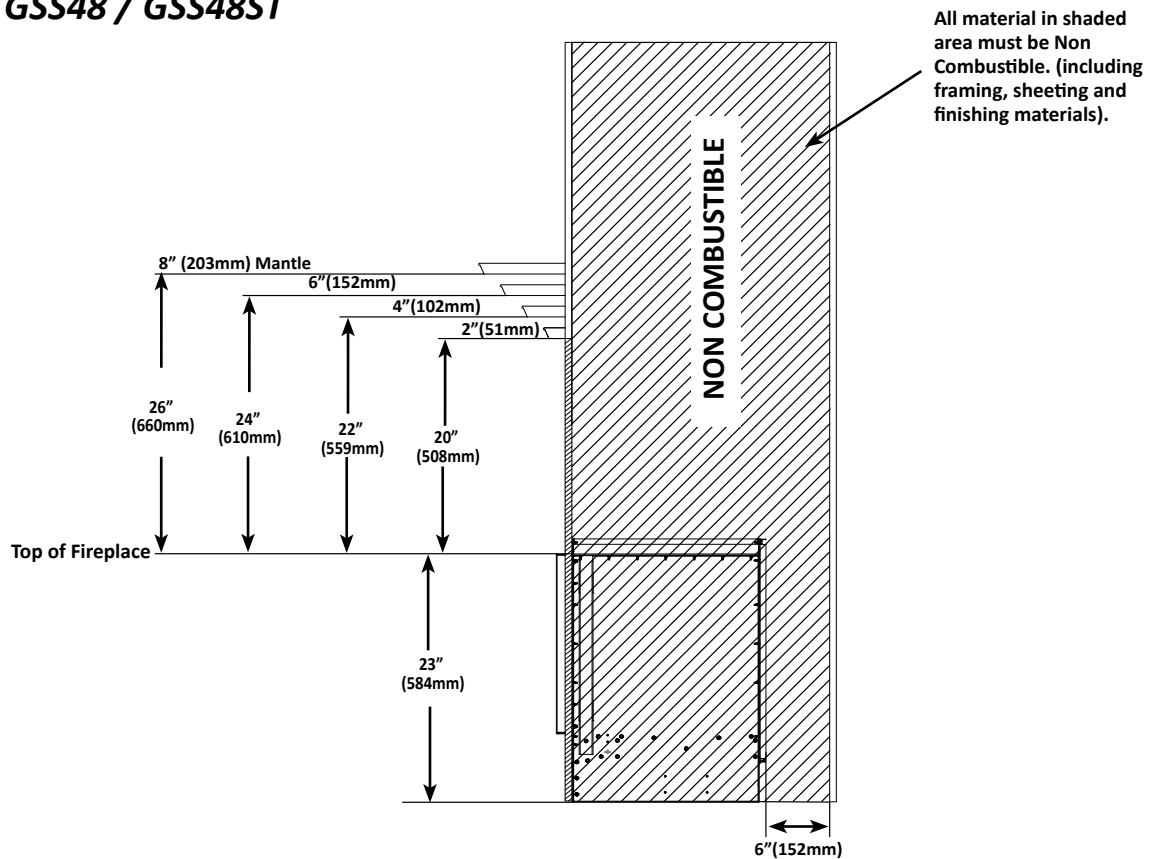 GSS48 / GSS48ST
All material in shaded
area must be Non
Combustible. (including
framing, sheeting and
finishing materials).
NON COMBUSTIBLE
8” (203mm) Mantle
6”(152mm)
4”(102mm)
2”(51mm)
26”
(660mm)
24”
(610mm)
22”
(559mm)
20”
(508mm)
Top of Fireplace
23”
(584mm)
6”(152mm)